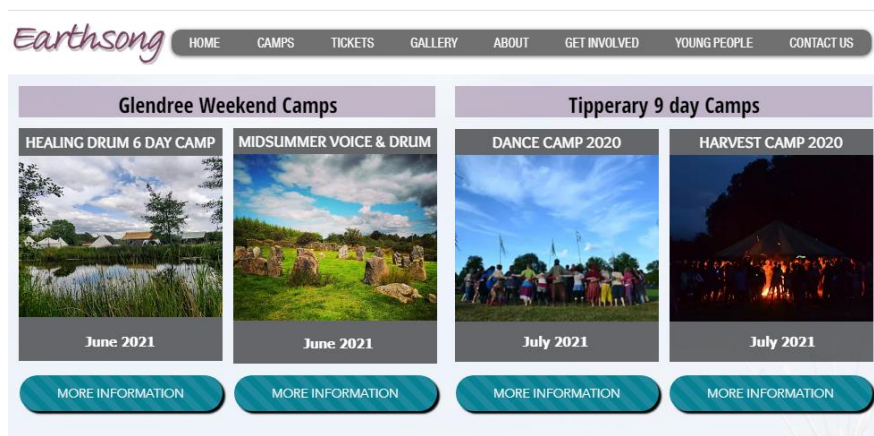 Earthsong
HOME CAMPS TICKETS GALLERY ABOUT GET INVOLVED YOUNG PEOPLE CONTACT US
Glendree Weekend Camps
Tipperary 9 day Camps
HEALING DRUM 6 DAY CAMP
MIDSUMMER VOICE & DRUM
DANCE CAMP 2020
HARVEST CAMP 2020
June 2021
June 2021
July 2021
July 2021
MORE INFORMATION
MORE INFORMATION
MORE INFORMATION
MORE INFORMATION